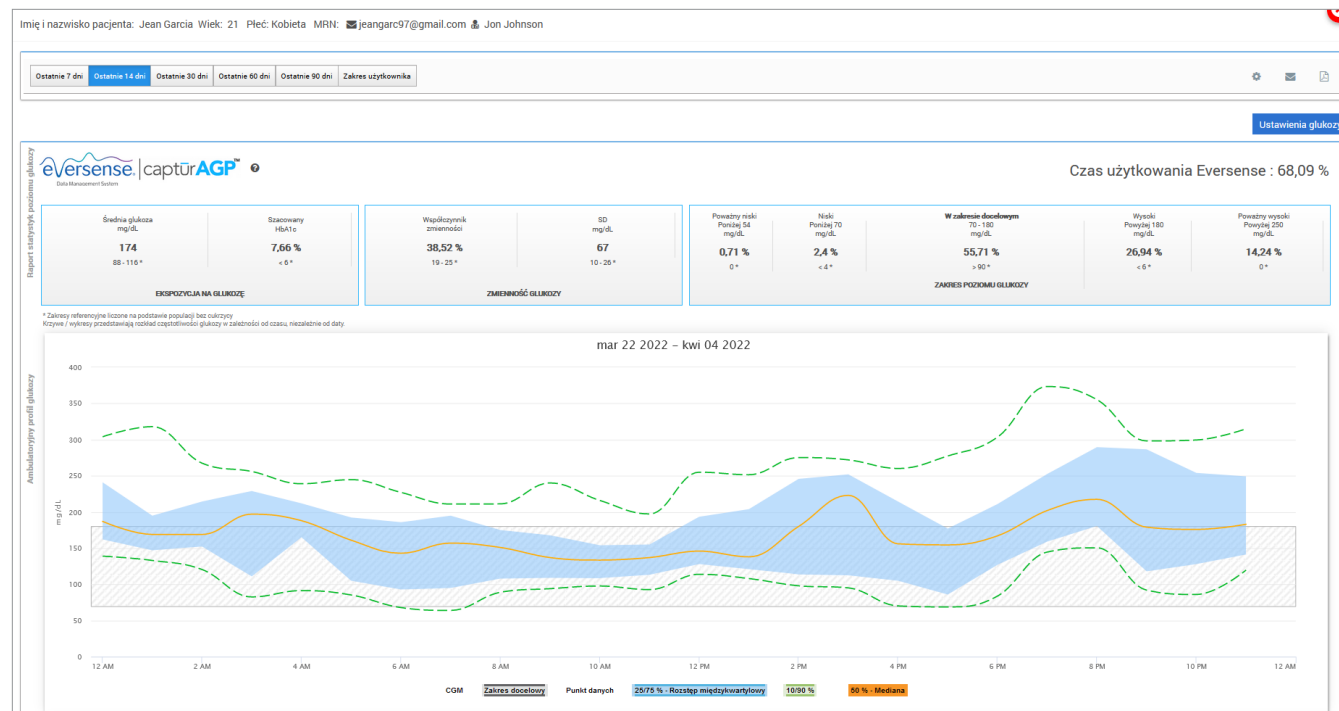 Imię i nazwisko pacjenta: Jean Garcia Wiek: 21 Płeć: Kobieta MRN: jeangarc97@gmail.com Jon Johnson
Ostatnie 7 dni Ostatnie 14 dni Ostatnie 30 dni Ostatnie 60 dni Ostatnie 90 dni Zakres użytkownika
Ustawienia glukozy
Raport statystyk poziomu glukozy
eversense. | captūrAGP™ ?
Data Management System
Czas użytkowania Eversense : 68,09 %
Średnia glukoza
mg/dL
174
88 - 116 *
Szacowany
HbA1c
7,66 %
< 6 *
EKSPOZYCJA NA GLUKOZĘ
Współczynnik
zmienności
38,52 %
19 - 25 *
SD
mg/dL
67
10 - 26 *
ZMIENNOŚĆ GLUKOZY
Poważny niski
Poniżej 54
mg/dL
0,71 %
0 *
Niski
Poniżej 70
mg/dL
2,4 %
< 4 *
W zakresie docelowym
70 - 180
mg/dL
55,71 %
> 90 *
Wysoki
Powyżej 180
mg/dL
26,94 %
< 6 *
Poważny wysoki
Powyżej 250
mg/dL
14,24 %
0 *
ZAKRES POZIOMU GLUKOZY
* Zakresy referencyjne liczone na podstawie populacji bez cukrzycy
Krzywe / wykresy przedstawiają rozkład częstotliwości glukozy w zależności od czasu, niezależnie od daty.
Ambulatoryjny profil glukozy
mar 22 2022 – kwi 04 2022
mg/dL
400
350
300
250
200
150
100
50
0
12 AM 2 AM 4 AM 6 AM 8 AM 10 AM 12 PM 2 PM 4 PM 6 PM 8 PM 10 PM 12 AM
CGM Zakres docelowy Punkt danych 25/75 % - Rozstęp międzykwartylowy 10/90 % 50 % - Mediana